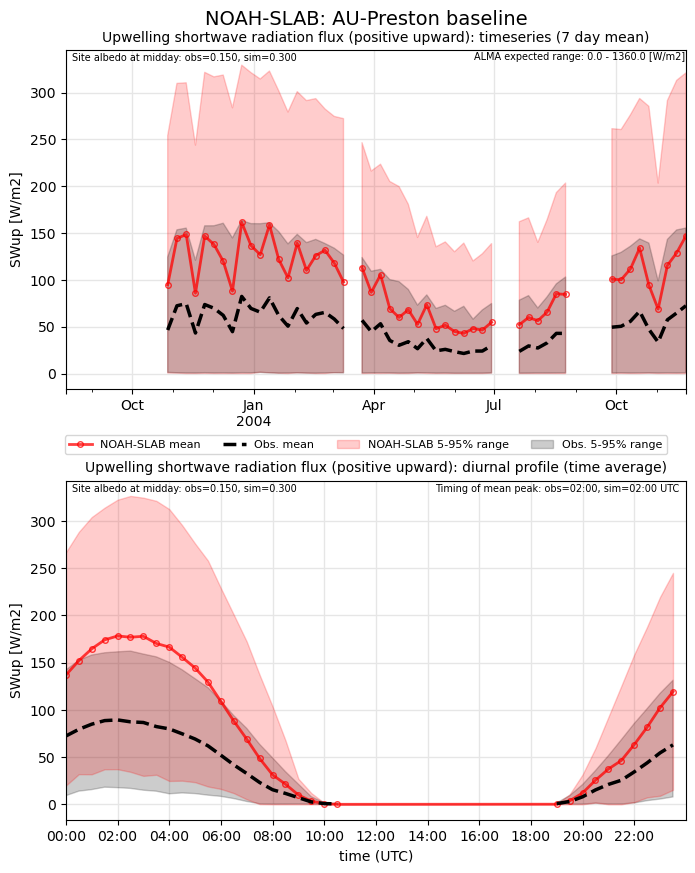 NOAH-SLAB: AU-Preston baseline
Upwelling shortwave radiation flux (positive upward): timeseries (7 day mean)
Site albedo at midday: obs=0.150, sim=0.300
ALMA expected range: 0.0 - 1360.0 [W/m2]
SWup [W/m2]
300
250
200
150
100
50
0
Oct
Jan
2004
Apr
Jul
Oct
NOAH-SLAB mean
Obs. mean
NOAH-SLAB 5-95% range
Obs. 5-95% range
Upwelling shortwave radiation flux (positive upward): diurnal profile (time average)
Site albedo at midday: obs=0.150, sim=0.300
Timing of mean peak: obs=02:00, sim=02:00 UTC
SWup [W/m2]
300
250
200
150
100
50
0
00:00 02:00 04:00 06:00 08:00 10:00 12:00 14:00 16:00 18:00 20:00 22:00
time (UTC)